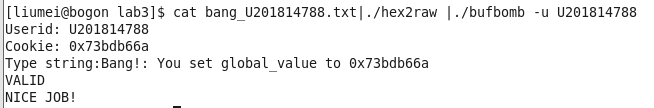 [liumei@bogon lab3]$ cat bang_U201814788.txt|./hex2raw |./bufbomb -u U201814788
Userid: U201814788
Cookie: 0x73bdb66a
Type string:Bang!: You set global_value to 0x73bdb66a
VALID
NICE JOB!